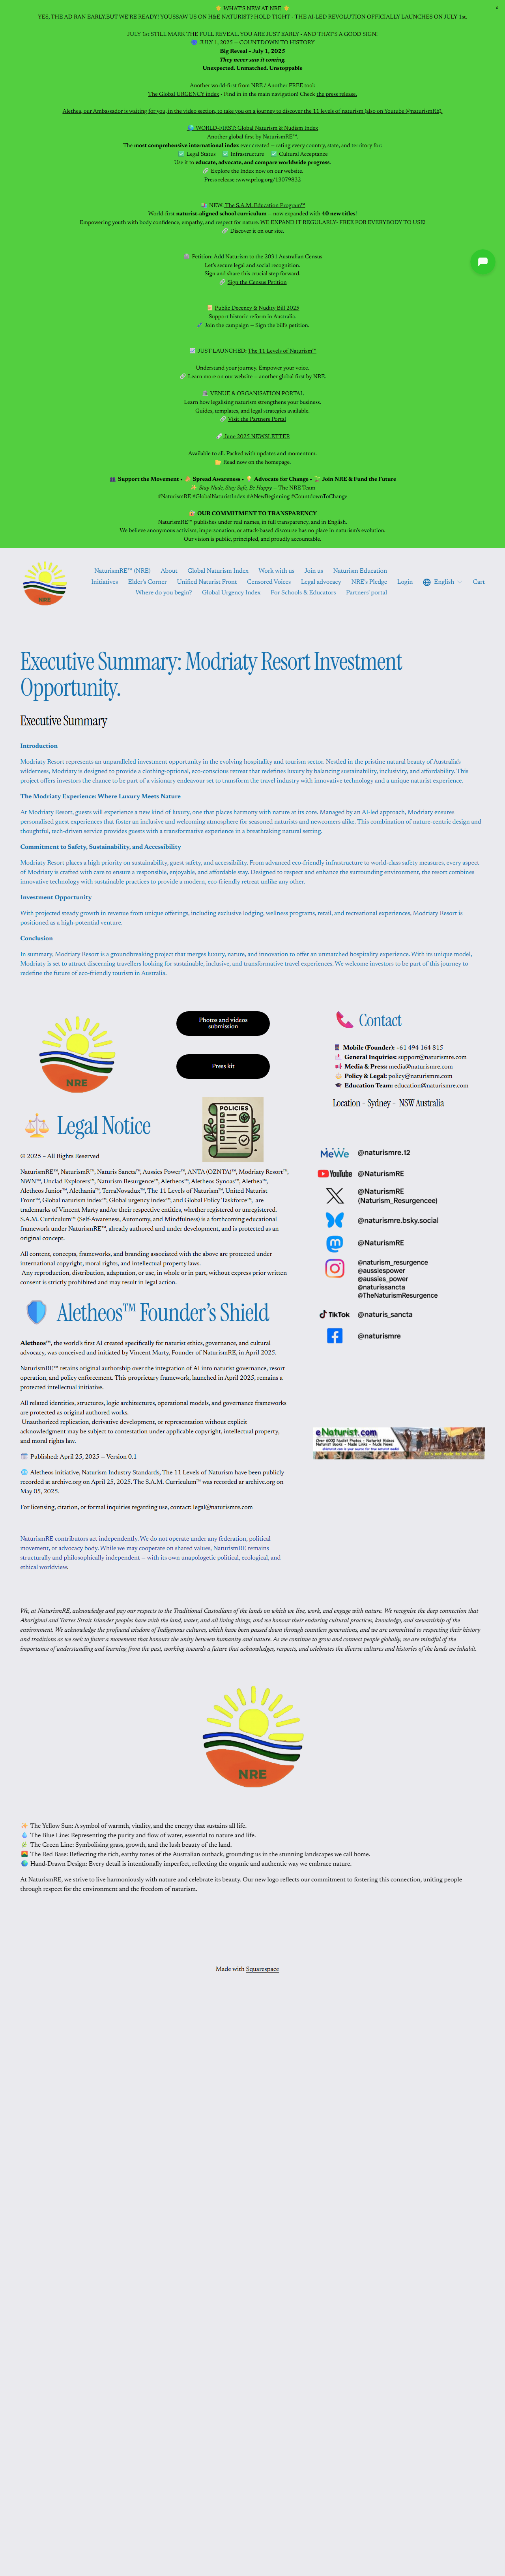 ☀️ WHAT'S NEW AT NRE ☀️
YES, THE AD RAN EARLY.BUT WE'RE READY! YOUSSAW US ON H&E NATURIST? HOLD TIGHT - THE AI-LED REVOLUTION OFFICIALLY LAUNCHES ON JULY 1st.
JULY 1st STILL MARK THE FULL REVEAL. YOU ARE JUST EARLY - AND THAT'S A GOOD SIGN!
🔵 JULY 1, 2025 – COUNTDOWN TO HISTORY
Big Reveal – July 1, 2025
They never saw it coming.
Unexpected. Unmatched. Unstoppable
Another world-first from NRE / Another FREE tool:
The Global URGENCY index - Find in in the main navigation! Check the press release.
Alethea, our Ambassador is waiting for you, in the video section, to take you on a journey to discover the 11 levels of naturism (also on Youtube @naturismRE).
🌏 WORLD-FIRST: Global Naturism & Nudism Index
Another global first by NaturismRE™.
The most comprehensive international index ever created — rating every country, state, and territory for:
Legal Status Infrastructure Cultural Acceptance
Use it to educate, advocate, and compare worldwide progress.
🔗 Explore the Index now on our website.
Press release :www.prlog.org/13079832
NEW: The S.A.M. Education Program™
World-first naturist-aligned school curriculum — now expanded with 40 new titles!
Empowering youth with body confidence, empathy, and respect for nature. WE EXPAND IT REGULARLY- FREE FOR EVERYBODY TO USE!
🔗 Discover it on our site.
Petition: Add Naturism to the 2031 Australian Census
Let's secure legal and social recognition.
Sign and share this crucial step forward.
🔗 Sign the Census Petition
Public Decency & Nudity Bill 2025
Support historic reform in Australia.
Join the campaign – Sign the bill's petition.
JUST LAUNCHED: The 11 Levels of Naturism™
Understand your journey. Empower your voice.
🔗 Learn more on our website — another global first by NRE.
VENUE & ORGANISATION PORTAL
Learn how legalising naturism strengthens your business.
Guides, templates, and legal strategies available.
🔗 Visit the Partners Portal
June 2025 NEWSLETTER
Available to all. Packed with updates and momentum.
Read now on the homepage.
Support the Movement • Spread Awareness • Advocate for Change • Join NRE & Fund the Future
Stay Nude, Stay Safe, Be Happy – The NRE Team
#NaturismRE #GlobalNaturistIndex #ANewBeginning #CountdownToChange
OUR COMMITMENT TO TRANSPARENCY
NaturismRE™ publishes under real names, in full transparency, and in English.
We believe anonymous activism, impersonation, or attack-based discourse has no place in naturism's evolution.
Our vision is public, principled, and proudly accountable.
NRE
NaturismRE™ (NRE) About Global Naturism Index Work with us Join us Naturism Education
Initiatives Elder's Corner Unified Naturist Front Censored Voices Legal advocacy NRE's Pledge
Where do you begin? Global Urgency Index For Schools & Educators Partners' portal
Login English Cart
Executive Summary: Modriaty Resort Investment
Opportunity.
Executive Summary
Introduction
Modriaty Resort represents an unparalleled investment opportunity in the evolving hospitality and tourism sector. Nestled in the pristine natural beauty of Australia's
wilderness, Modriaty is designed to provide a clothing-optional, eco-conscious retreat that redefines luxury by balancing sustainability, inclusivity, and affordability. This
project offers investors the chance to be part of a visionary endeavour set to transform the travel industry with innovative technology and a unique naturist experience.
The Modriaty Experience: Where Luxury Meets Nature
At Modriaty Resort, guests will experience a new kind of luxury, one that places harmony with nature at its core. Managed by an AI-led approach, Modriaty ensures
personalised guest experiences that foster an inclusive and welcoming atmosphere for seasoned naturists and newcomers alike. This combination of nature-centric design and
thoughtful, tech-driven service provides guests with a transformative experience in a breathtaking natural setting.
Commitment to Safety, Sustainability, and Accessibility
Modriaty Resort places a high priority on sustainability, guest safety, and accessibility. From advanced eco-friendly infrastructure to world-class safety measures, every aspect
of Modriaty is crafted with care to ensure a responsible, enjoyable, and affordable stay. Designed to respect and enhance the surrounding environment, the resort combines
innovative technology with sustainable practices to provide a modern, eco-friendly retreat unlike any other.
Investment Opportunity
With projected steady growth in revenue from unique offerings, including exclusive lodging, wellness programs, retail, and recreational experiences, Modriaty Resort is
positioned as a high-potential venture.
Conclusion
In summary, Modriaty Resort is a groundbreaking project that merges luxury, nature, and innovation to offer an unmatched hospitality experience. With its unique model,
Modriaty is set to attract discerning travellers looking for sustainable, inclusive, and transformative travel experiences. We welcome investors to be part of this journey to
redefine the future of eco-friendly tourism in Australia.
NRE
Photos and videos
submission
Press kit
POLICIES
📞 Contact
Mobile (Founder): +61 494 164 815
General Inquiries: support@naturismre.com
Media & Press: media@naturismre.com
Policy & Legal: policy@naturismre.com
Education Team: education@naturismre.com
Location - Sydney - NSW Australia
⚖️ Legal Notice
© 2025 – All Rights Reserved
NaturismRE™, NaturismR™, Naturis Sancta™, Aussies Power™, ANTA (OZNTA)™, Modriaty Resort™,
NWN™, Unclad Explorers™, Naturism Resurgence™, Aletheos™, Aletheos Synoas™, Alethea™,
Aletheos Junior™, Alethania™, TerraNovadux™, The 11 Levels of Naturism™, United Naturist
Front™, Global naturism index™, Global urgency index™, and Global Policy Taskforce™, are
trademarks of Vincent Marty and/or their respective entities, whether registered or unregistered.
S.A.M. Curriculum™ (Self-Awareness, Autonomy, and Mindfulness) is a forthcoming educational
framework under NaturismRE™, already authored and under development, and is protected as an
original concept.
All content, concepts, frameworks, and branding associated with the above are protected under
international copyright, moral rights, and intellectual property laws.
Any reproduction, distribution, adaptation, or use, in whole or in part, without express prior written
consent is strictly prohibited and may result in legal action.
MeWe @naturismre.12
YouTube @NaturismRE
@NaturismRE
(Naturism_Resurgencee)
@naturismre.bsky.social
@NaturismRE
@naturism_resurgence
@aussiespower
@aussies_power
@naturissancta
@TheNaturismResurgence
TikTok @naturis_sancta
@naturismre
🛡️ Aletheos™ Founder's Shield
Aletheos™, the world's first AI created specifically for naturist ethics, governance, and cultural
advocacy, was conceived and initiated by Vincent Marty, Founder of NaturismRE, in April 2025.
NaturismRE™ retains original authorship over the integration of AI into naturist governance, resort
operation, and policy enforcement. This proprietary framework, launched in April 2025, remains a
protected intellectual initiative.
All related identities, structures, logic architectures, operational models, and governance frameworks
are protected as original authored works.
Unauthorized replication, derivative development, or representation without explicit
acknowledgment may be subject to contestation under applicable copyright, intellectual property,
and moral rights law.
Published: April 25, 2025 — Version 0.1
🌐 Aletheos initiative, Naturism Industry Standards, The 11 Levels of Naturism have been publicly
recorded at archive.org on April 25, 2025. The S.A.M. Curriculum™ was recorded ar archive.org on
May 05, 2025.
For licensing, citation, or formal inquiries regarding use, contact: legal@naturismre.com
eNaturist.com
NaturismRE contributors act independently. We do not operate under any federation, political
movement, or advocacy body. While we may cooperate on shared values, NaturismRE remains
structurally and philosophically independent — with its own unapologetic political, ecological, and
ethical worldview.
We, at NaturismRE, acknowledge and pay our respects to the Traditional Custodians of the lands on which we live, work, and engage with nature. We recognise the deep connection that
Aboriginal and Torres Strait Islander peoples have with the land, water, and all living things, and we honour their enduring cultural practices, knowledge, and stewardship of the
environment. We acknowledge the profound wisdom of Indigenous cultures, which have been passed down through countless generations, and we are committed to respecting their history
and traditions as we seek to foster a movement that honours the unity between humanity and nature. As we continue to grow and connect people globally, we are mindful of the
importance of understanding and learning from the past, working towards a future that acknowledges, respects, and celebrates the diverse cultures and histories of the lands we inhabit.
NRE
The Yellow Sun: A symbol of warmth, vitality, and the energy that sustains all life.
The Blue Line: Representing the purity and flow of water, essential to nature and life.
The Green Line: Symbolising grass, growth, and the lush beauty of the land.
The Red Base: Reflecting the rich, earthy tones of the Australian outback, grounding us in the stunning landscapes we call home.
Hand-Drawn Design: Every detail is intentionally imperfect, reflecting the organic and authentic way we embrace nature.
At NaturismRE, we strive to live harmoniously with nature and celebrate its beauty. Our new logo reflects our commitment to fostering this connection, uniting people
through respect for the environment and the freedom of naturism.
Made with Squarespace